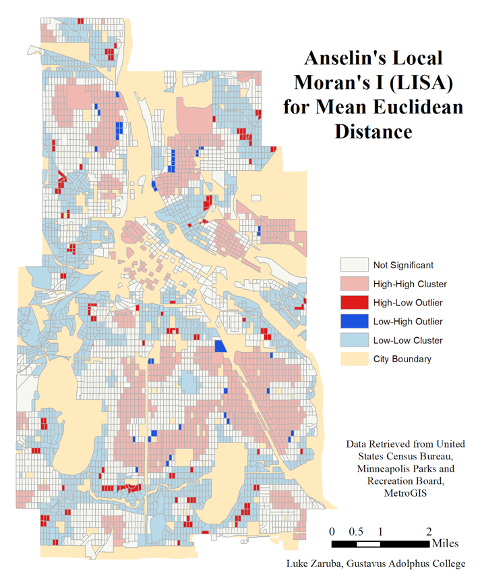 Anselin's Local
Moran's I (LISA)
for Mean Euclidean
Distance
Not Significant
High-High Cluster
High-Low Outlier
Low-High Outlier
Low-Low Cluster
City Boundary
Data Retrieved from United
States Census Bureau,
Minneapolis Parks and
Recreation Board,
MetroGIS
0 0.5 1 2
Miles
Luke Zaruba, Gustavus Adolphus College